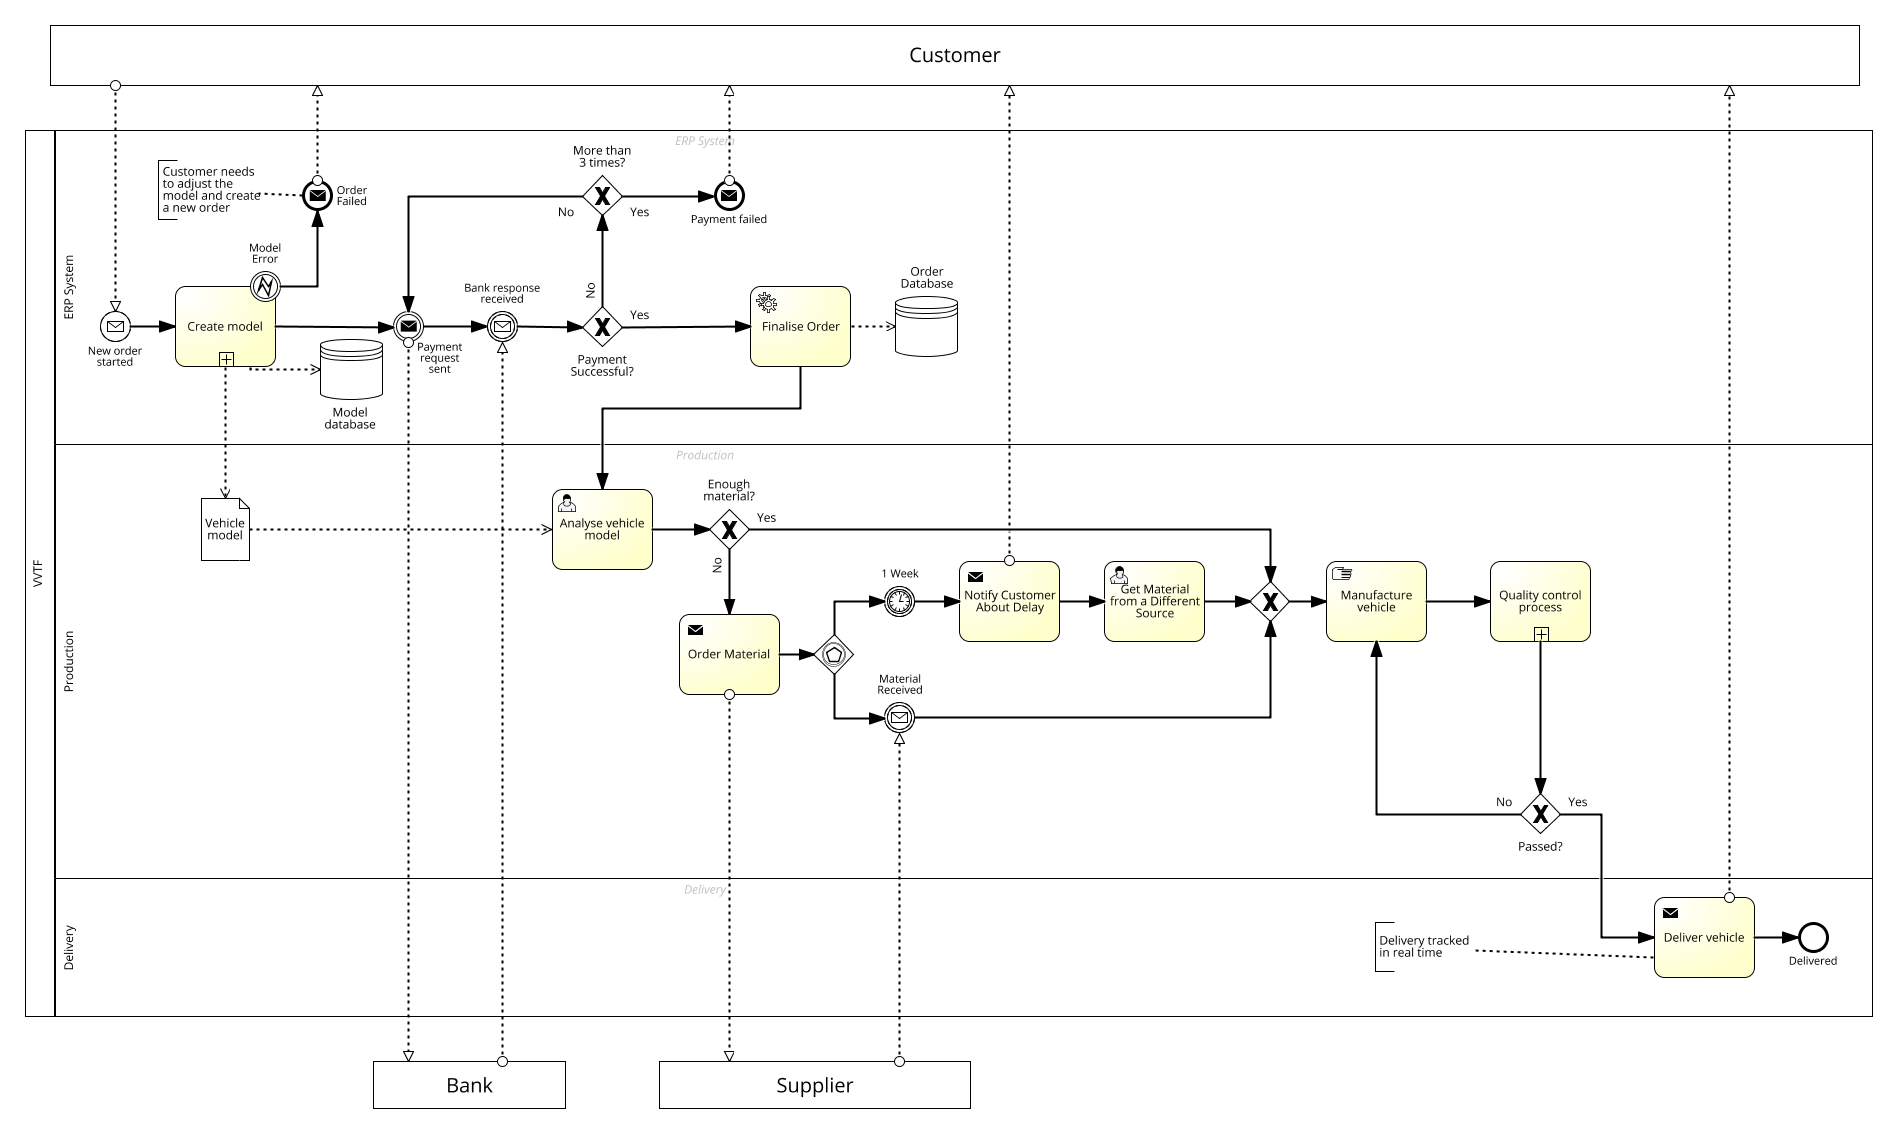 Customer
VVTF
ERP System
ERP System
More than
3 times?
Customer needs
to adjust the
model and create
a new order
Order
Failed
No
Yes
Payment failed
Model
Error
Order
Database
Bank response
received
No
Yes
Create model
Finalise Order
New order
started
Payment
request
sent
Payment
Successful?
Model
database
Production
Production
Enough
material?
Yes
Vehicle
model
Analyse vehicle
model
No
1 Week
Notify Customer
About Delay
Get Material
from a Different
Source
Manufacture
vehicle
Quality control
process
Order Material
Material
Received
No
Yes
Passed?
Delivery
Delivery
Delivery tracked
in real time
Deliver vehicle
Delivered
Bank
Supplier